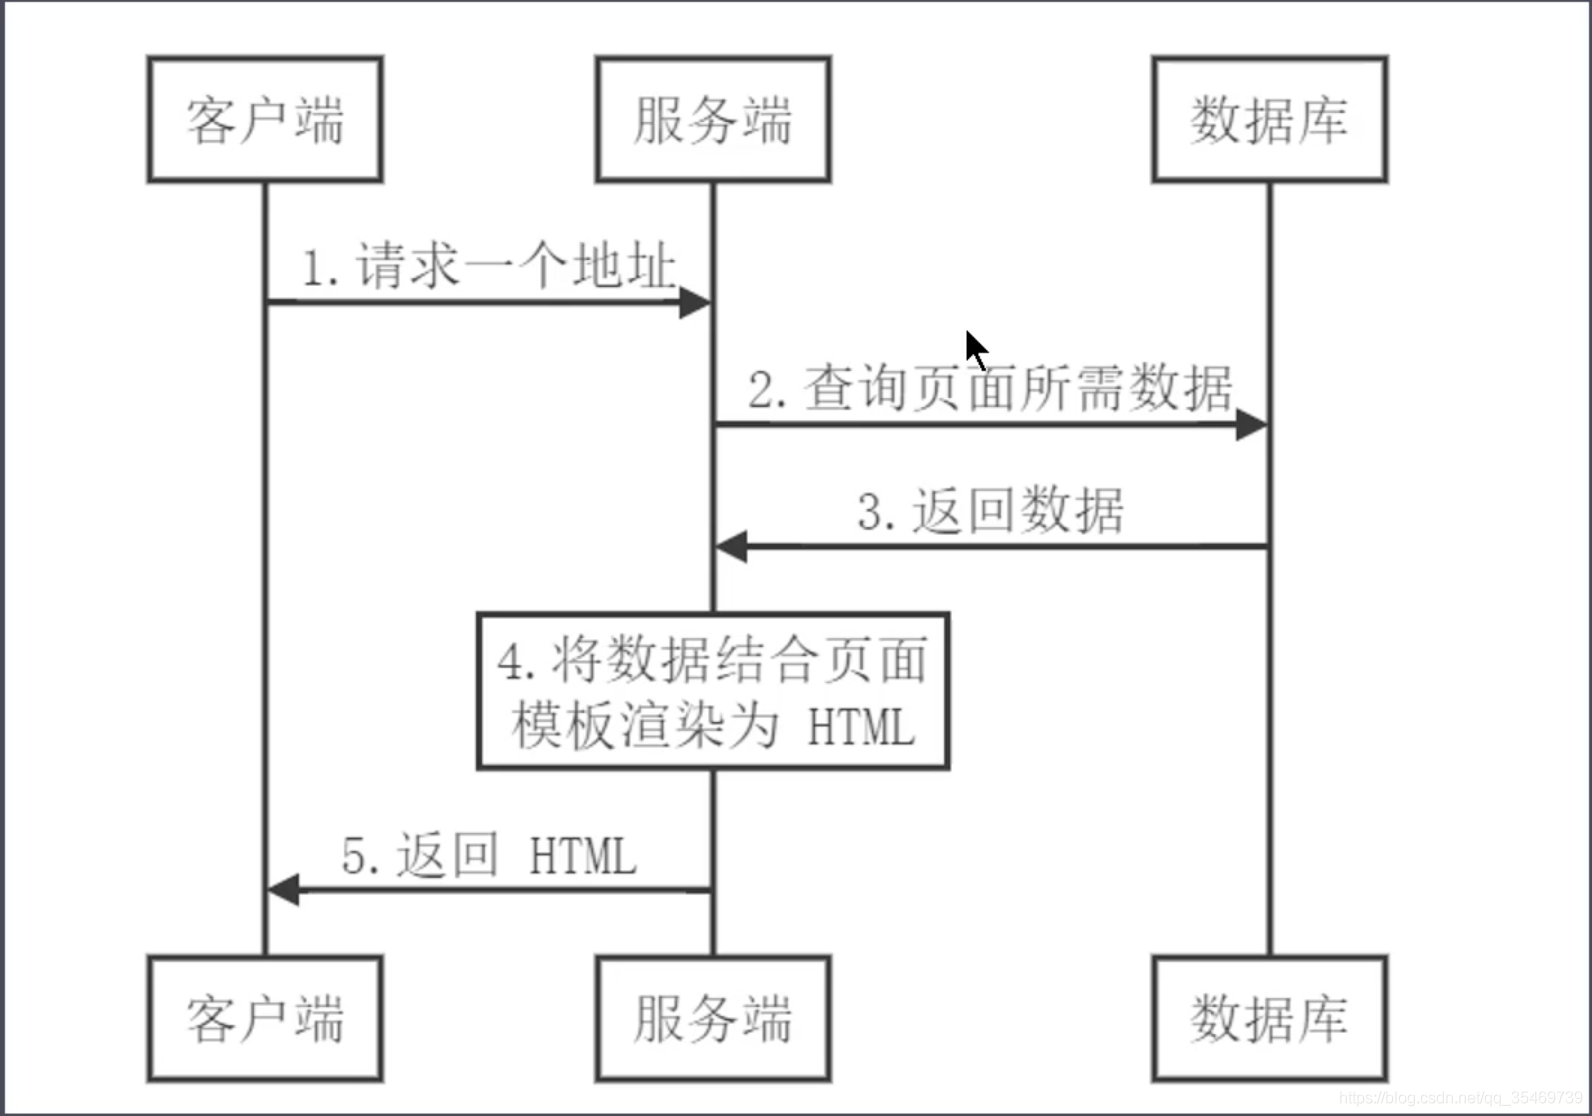 客户端
服务端
数据库
1.请求一个地址
2.查询页面所需数据
3.返回数据
4.将数据结合页面
模板渲染为 HTML
5.返回 HTML
客户端
服务端
数据库
https://blog.csdn.net/qq_35469739